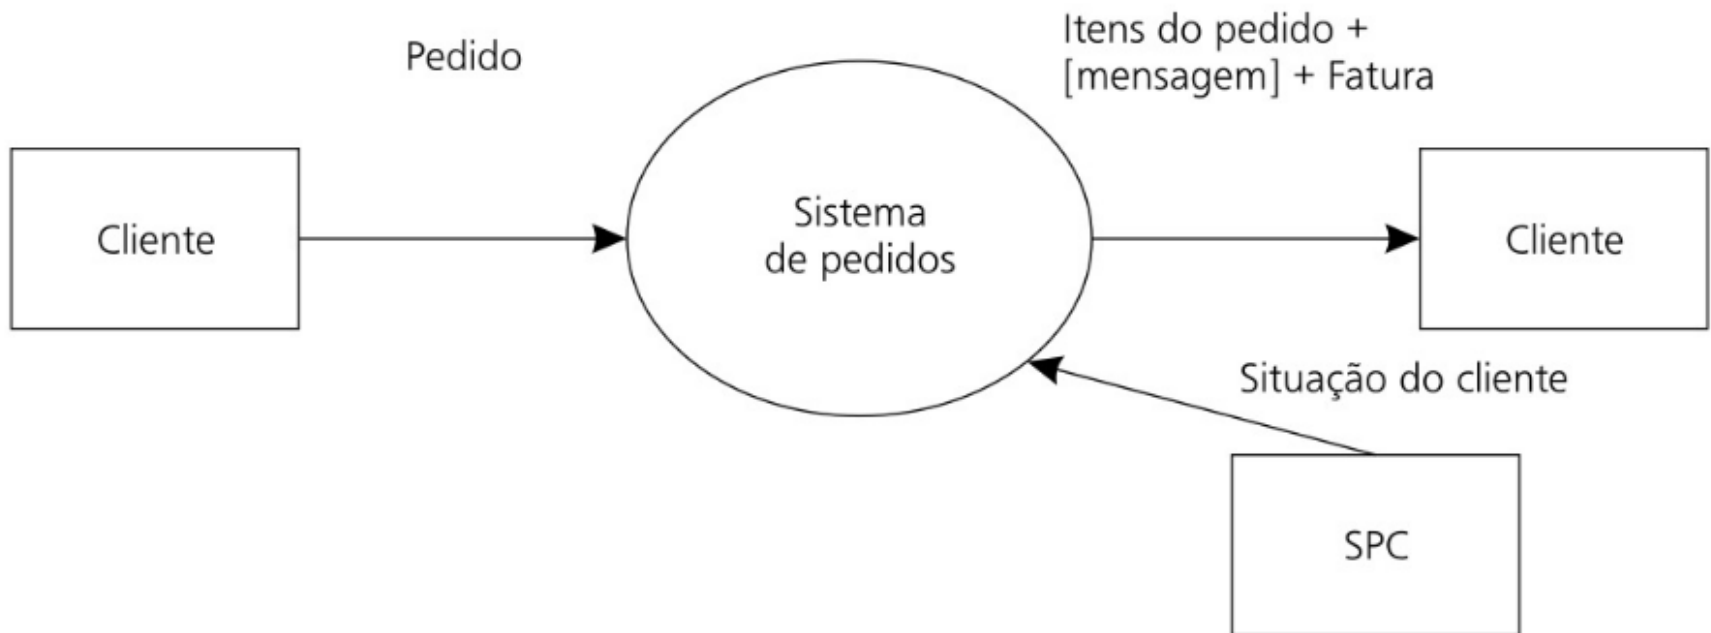 Pedido
Itens do pedido +
[mensagem] + Fatura
Cliente
Sistema
de pedidos
Cliente
Situação do cliente
SPC